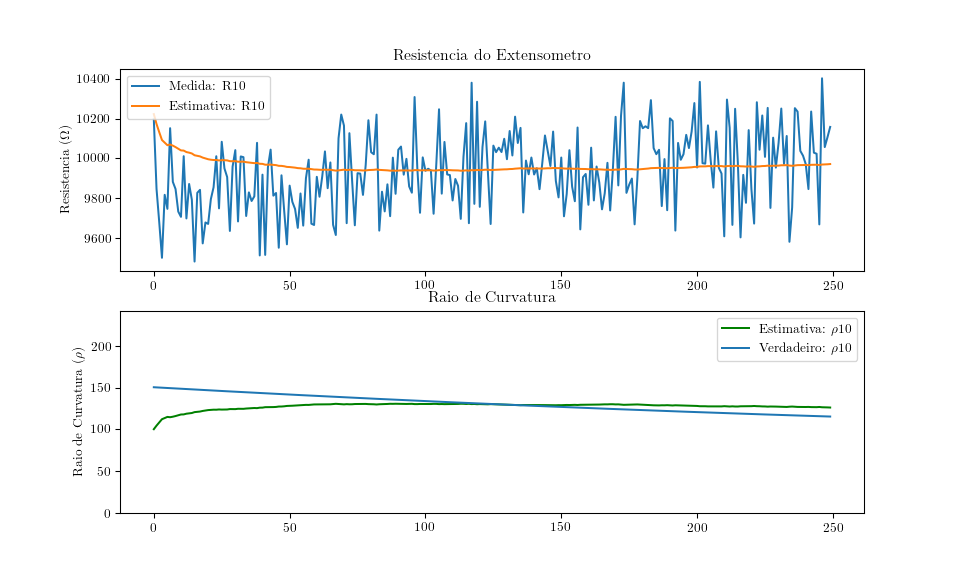 Resistencia do Extensometro
Resistencia (Ω)
10400
10200
10000
9800
9600
Medida: R10
Estimativa: R10
0 50 100 150 200 250
Raio de Curvatura
Raio de Curvatura (ρ)
200
150
100
50
0
Estimativa: ρ10
Verdadeiro: ρ10
0 50 100 150 200 250